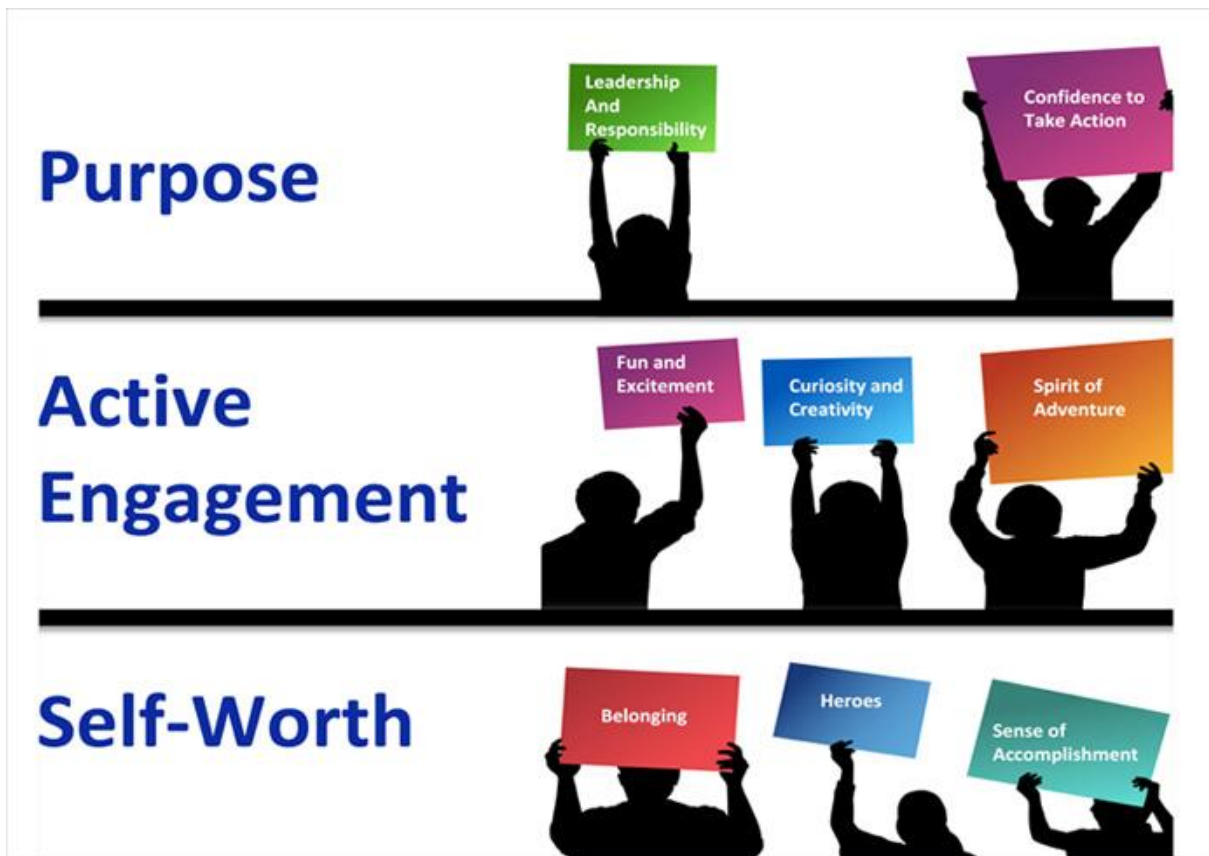 Purpose
Leadership
And
Responsibility
Confidence to
Take Action
Active
Engagement
Fun and
Excitement
Curiosity and
Creativity
Spirit of
Adventure
Self-Worth
Belonging
Heroes
Sense of
Accomplishment